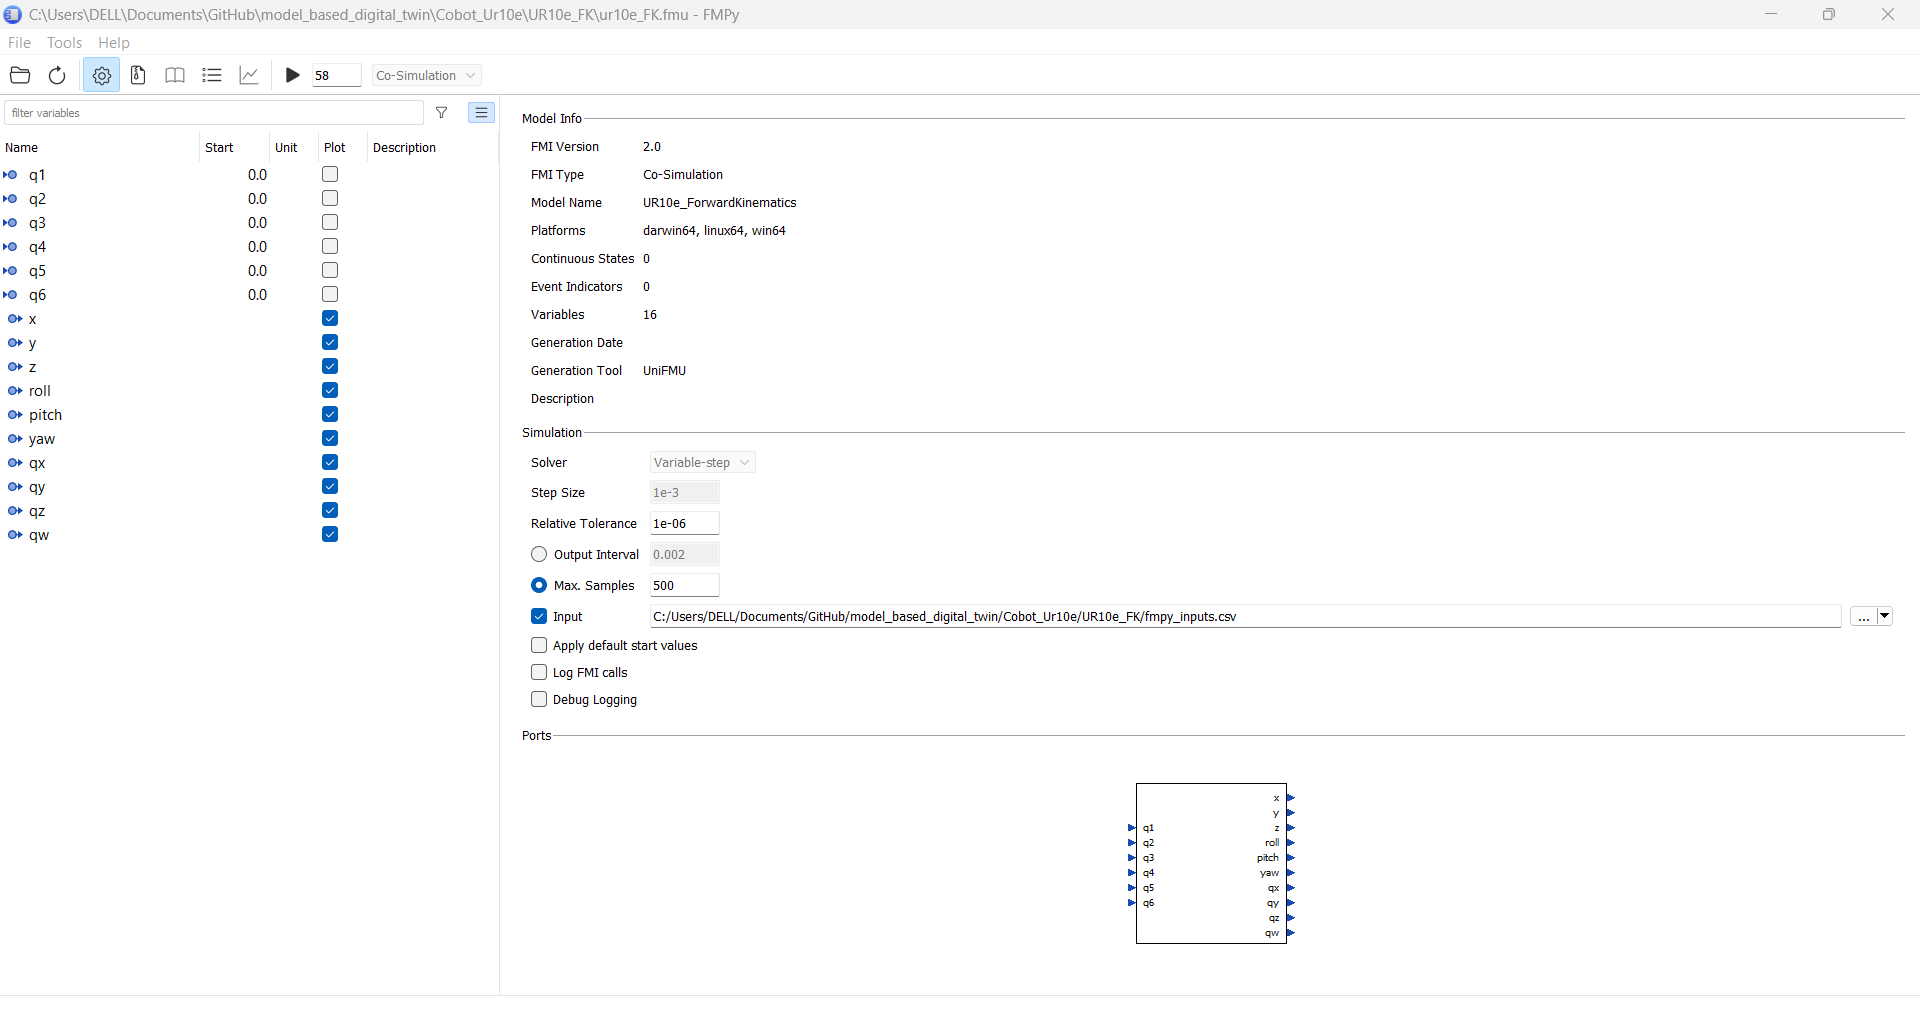 C:\Users\DELL\Documents\GitHub\model_based_digital_twin\Cobot_Ur10e\UR10e_FK\ur10e_FK.fmu - FMPy
File Tools Help
58 Co-Simulation
filter variables
Name Start Unit Plot Description
q1 0.0
q2 0.0
q3 0.0
q4 0.0
q5 0.0
q6 0.0
x
y
z
roll
pitch
yaw
qx
qy
qz
qw
Model Info
FMI Version 2.0
FMI Type Co-Simulation
Model Name UR10e_ForwardKinematics
Platforms darwin64, linux64, win64
Continuous States 0
Event Indicators 0
Variables 16
Generation Date
Generation Tool UniFMU
Description
Simulation
Solver Variable-step
Step Size 1e-3
Relative Tolerance 1e-06
Output Interval 0.002
Max. Samples 500
Input C:/Users/DELL/Documents/GitHub/model_based_digital_twin/Cobot_Ur10e/UR10e_FK/fmpy_inputs.csv ...
Apply default start values
Log FMI calls
Debug Logging
Ports
x
y
q1 z
q2 roll
q3 pitch
q4 yaw
q5 qx
q6 qy
qz
qw